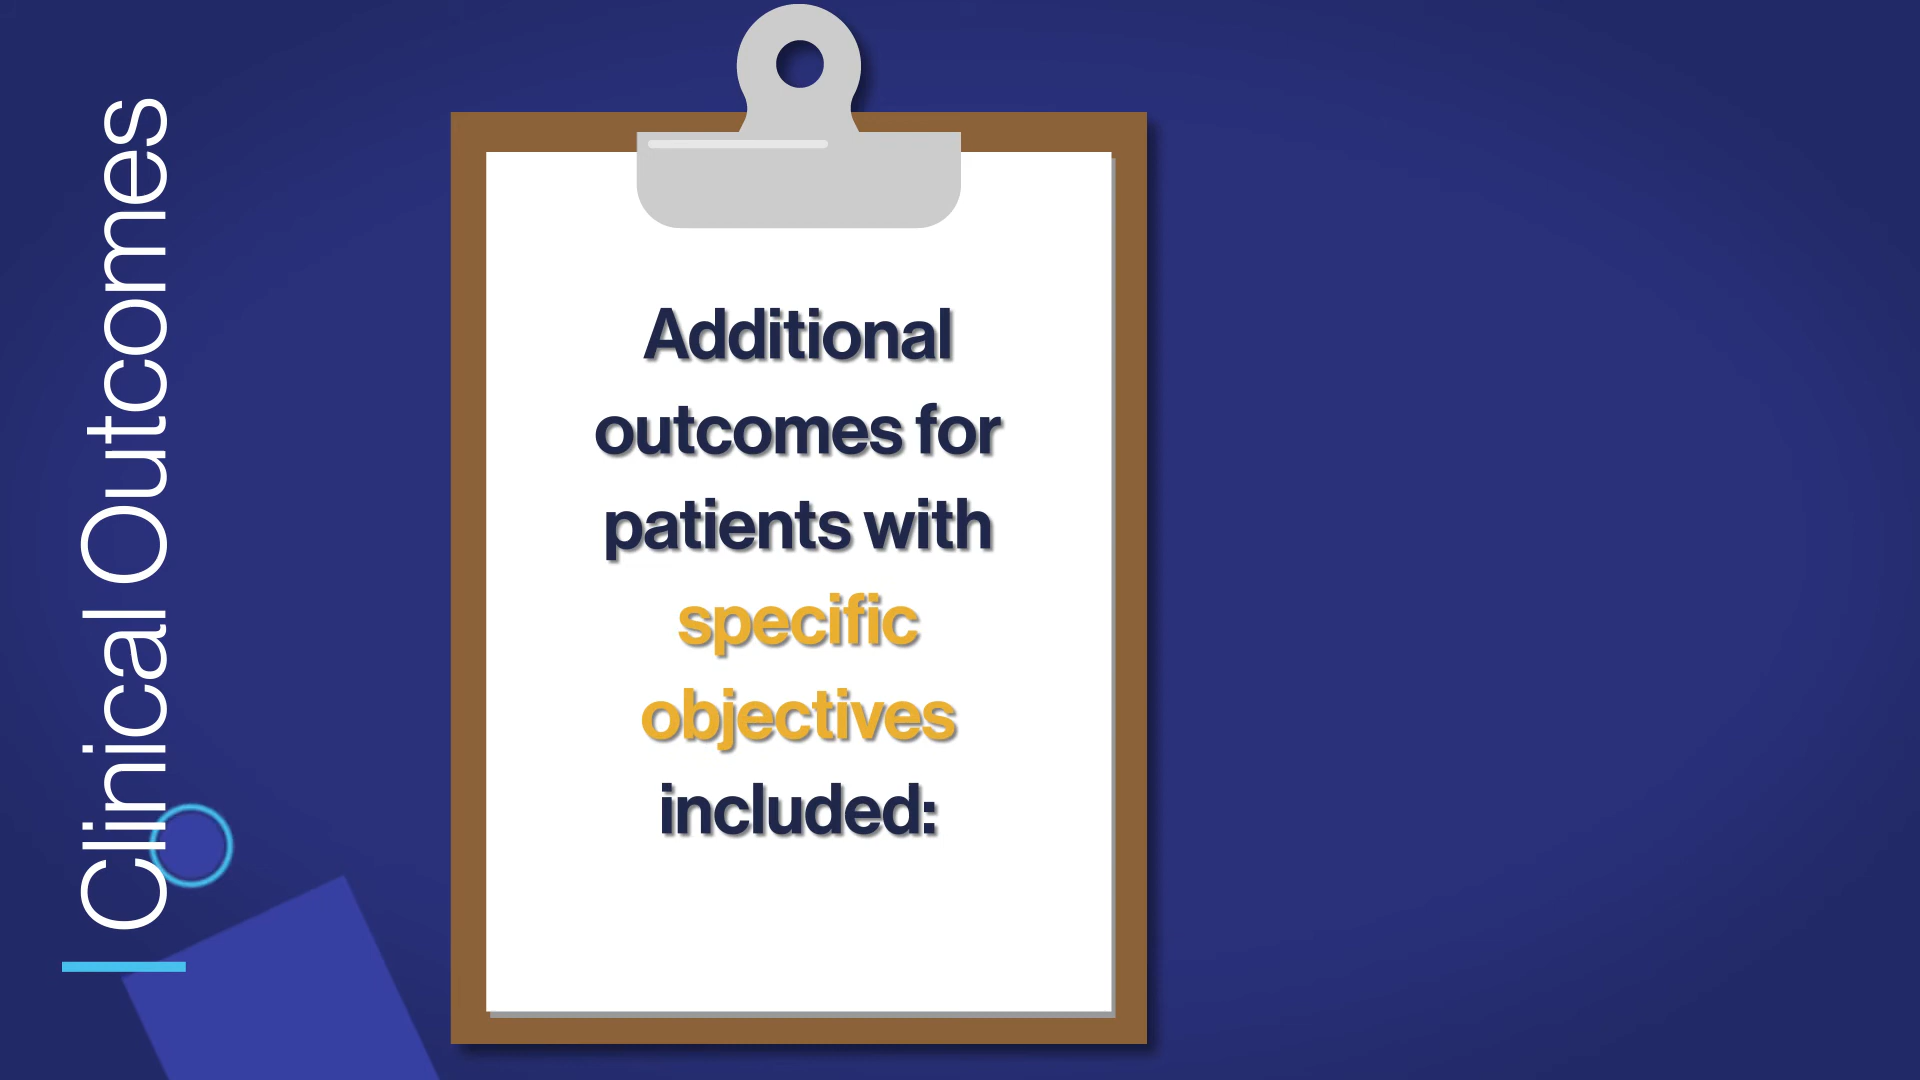 Clinical Outcomes
Additional
outcomes for
patients with
specific
objectives
included: